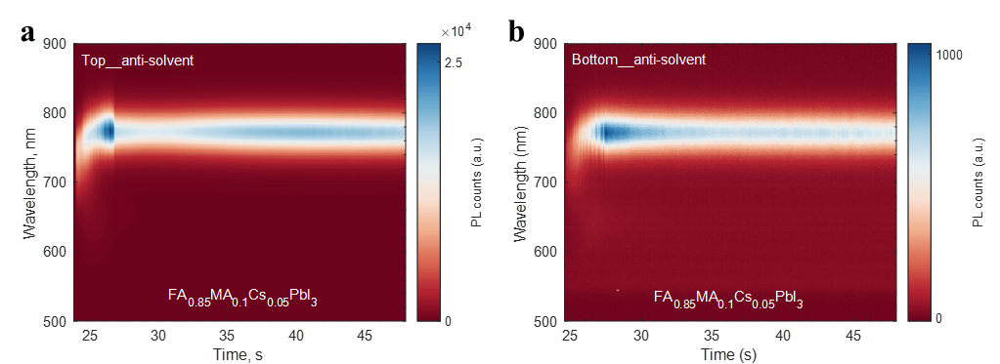 a
× 10⁴
900
800
700
600
500
Wavelength, nm
Top__anti-solvent
FA₀.₈₅MA₀.₁Cs₀.₀₅PbI₃
25 30 35 40 45
Time, s
2.5
0
PL counts (a.u.)
b
900
800
700
600
500
Wavelength (nm)
Bottom__anti-solvent
FA₀.₈₅MA₀.₁Cs₀.₀₅PbI₃
25 30 35 40 45
Time (s)
1000
0
PL counts (a.u.)